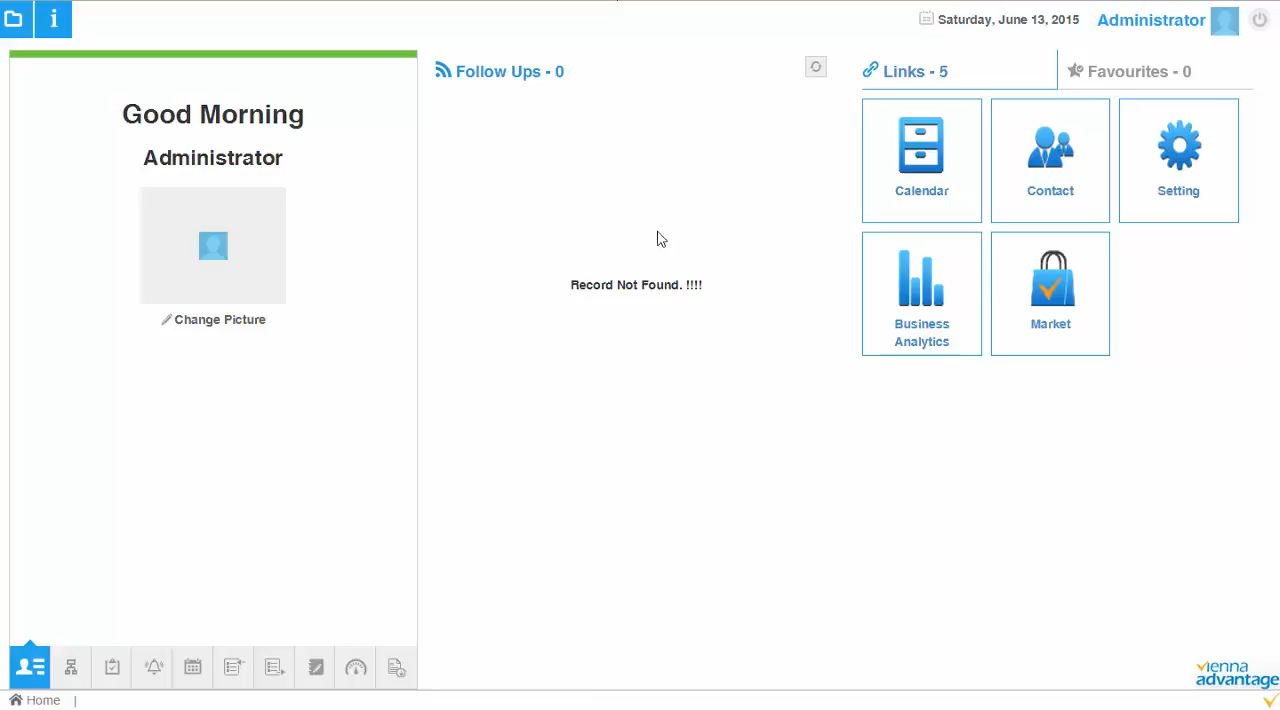 i
Saturday, June 13, 2015
Administrator
Good Morning
Administrator
Change Picture
Follow Ups - 0
Record Not Found. !!!!
Links - 5
Favourites - 0
Calendar
Contact
Setting
Business
Analytics
Market
vienna
advantage
Home |